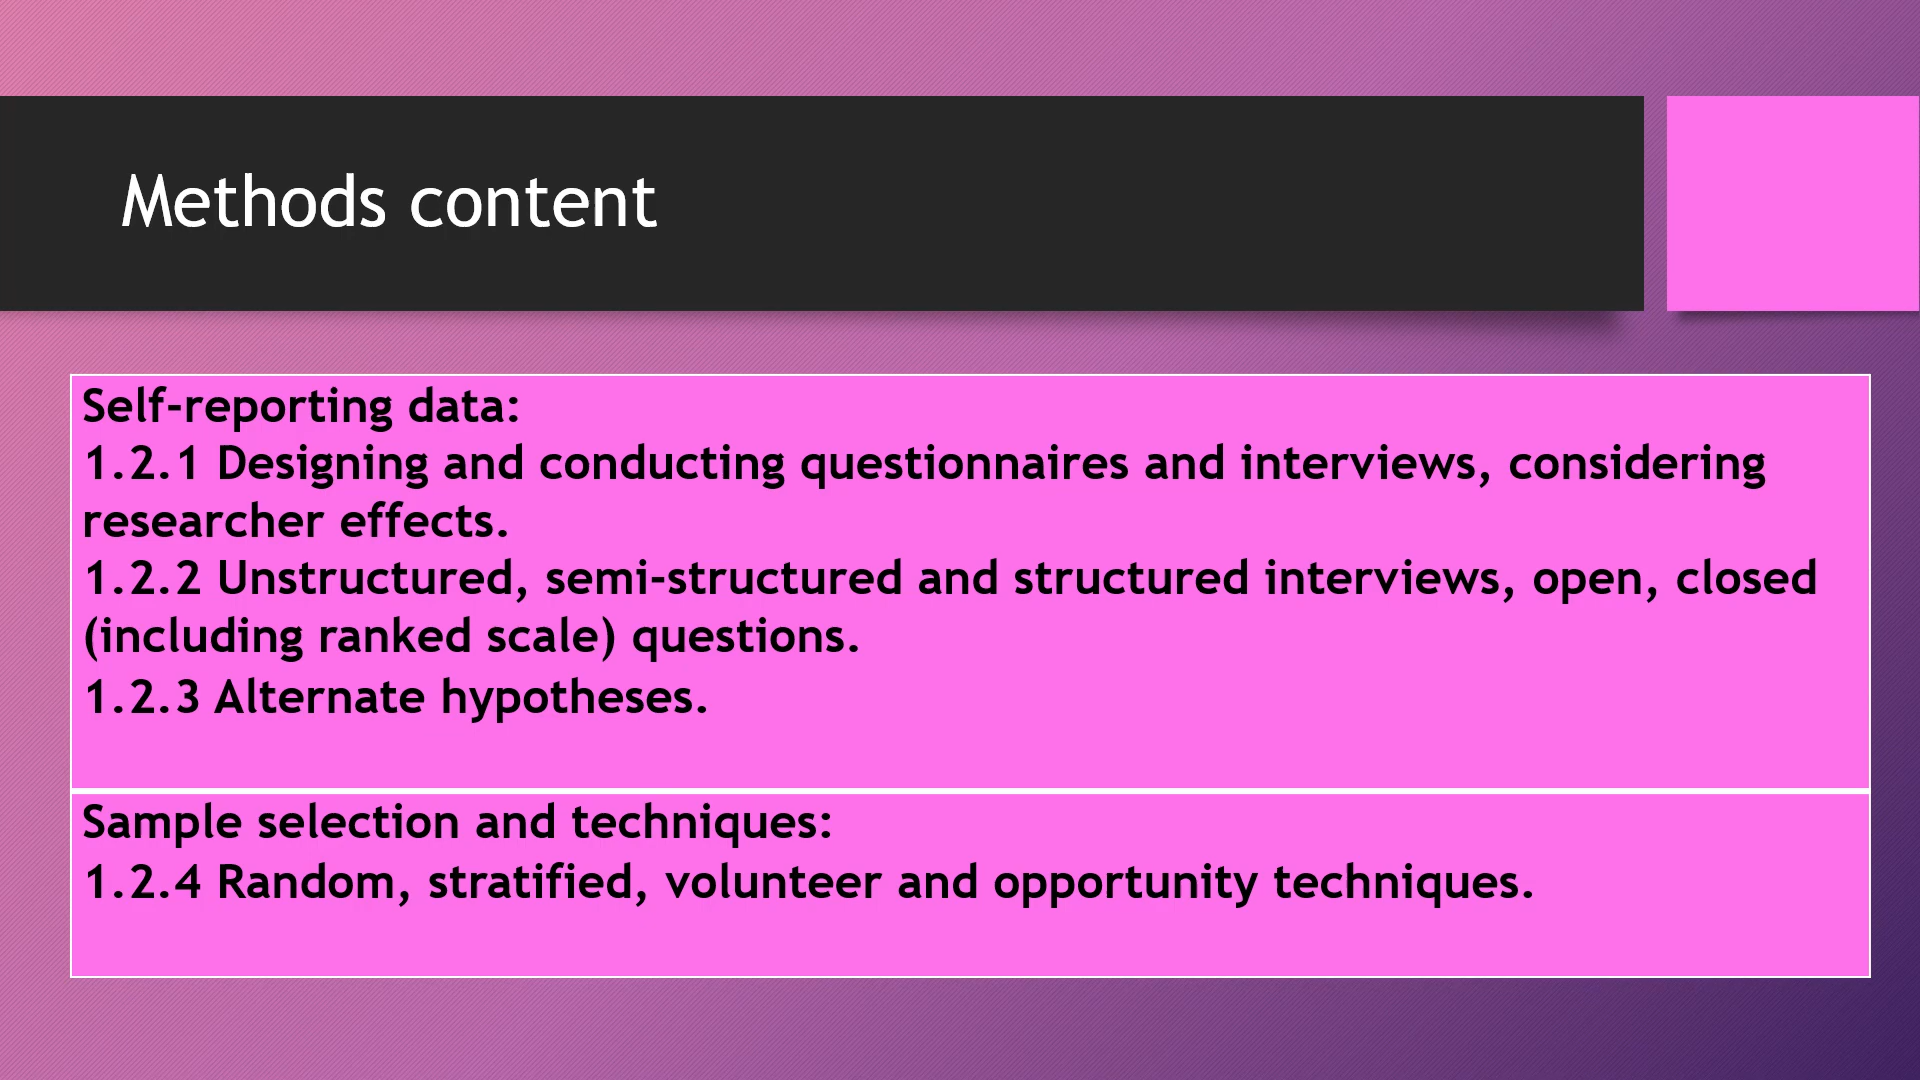 Methods content
Self-reporting data:
1.2.1 Designing and conducting questionnaires and interviews, considering
researcher effects.
1.2.2 Unstructured, semi-structured and structured interviews, open, closed
(including ranked scale) questions.
1.2.3 Alternate hypotheses.
Sample selection and techniques:
1.2.4 Random, stratified, volunteer and opportunity techniques.